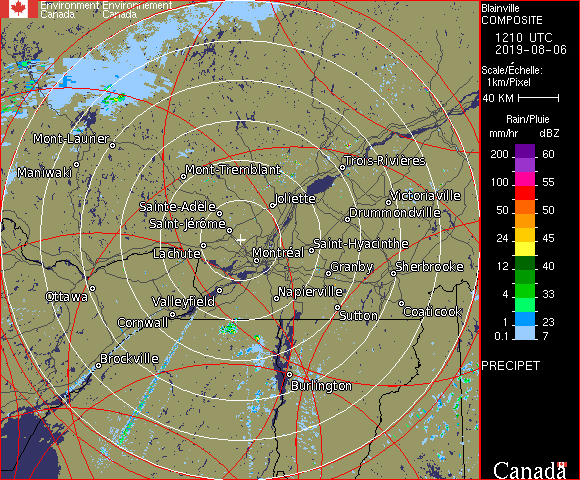 Environment Environnement
Canada Canada
Blainville
COMPOSITE
1210 UTC
2019-08-06
Scale/Échelle:
1km/Pixel
40 KM
Rain/Pluie
mm/hr dBZ
200 60
100 55
50 50
24 45
12 40
4 33
1 23
0.1 7
PRECIPET
Canada
Mont-Laurier
Maniwaki
Mont-Tremblant
Trois-Rivières
Joliette
Victoriaville
Sainte-Adèle
Drummondville
Saint-Jérôme
Lachute
Montréal
Saint-Hyacinthe
Granby
Sherbrooke
Ottawa
Valleyfield
Napierville
Cornwall
Sutton
Coaticook
Brockville
Burlington